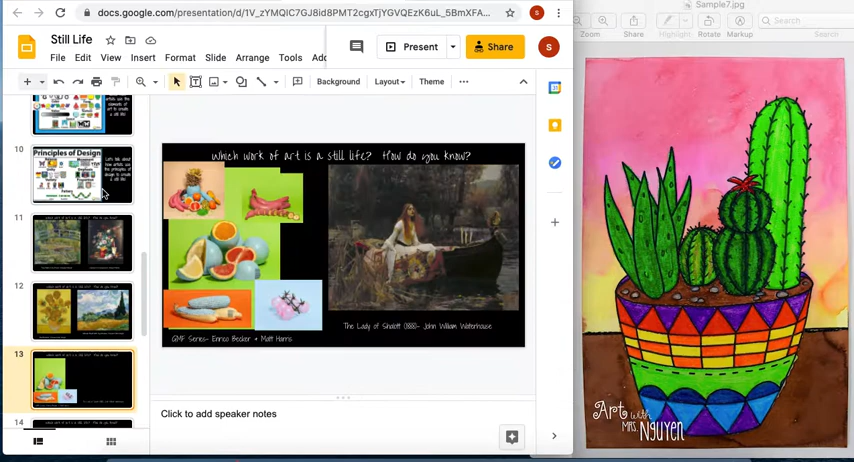 docs.google.com/presentation/d/1V_zYMQIC7GJ8id8PMT2cgxTjYGVQEzK6uL_5BmXFA...
Sample7.jpg
Still Life
File Edit View Insert Format Slide Arrange Tools Add
Present
Share
S
S
Zoom Share Highlight Rotate Markup Search
Search
Background Layout Theme
10
Principles of Design
11
12
13
14
Which work of art is a still life? How do you know?
The Lady of Shalott (1888)- John William Waterhouse
GMF Series- Enrico Becker + Matt Harris
Click to add speaker notes
Art with
MRS. NGUYEN